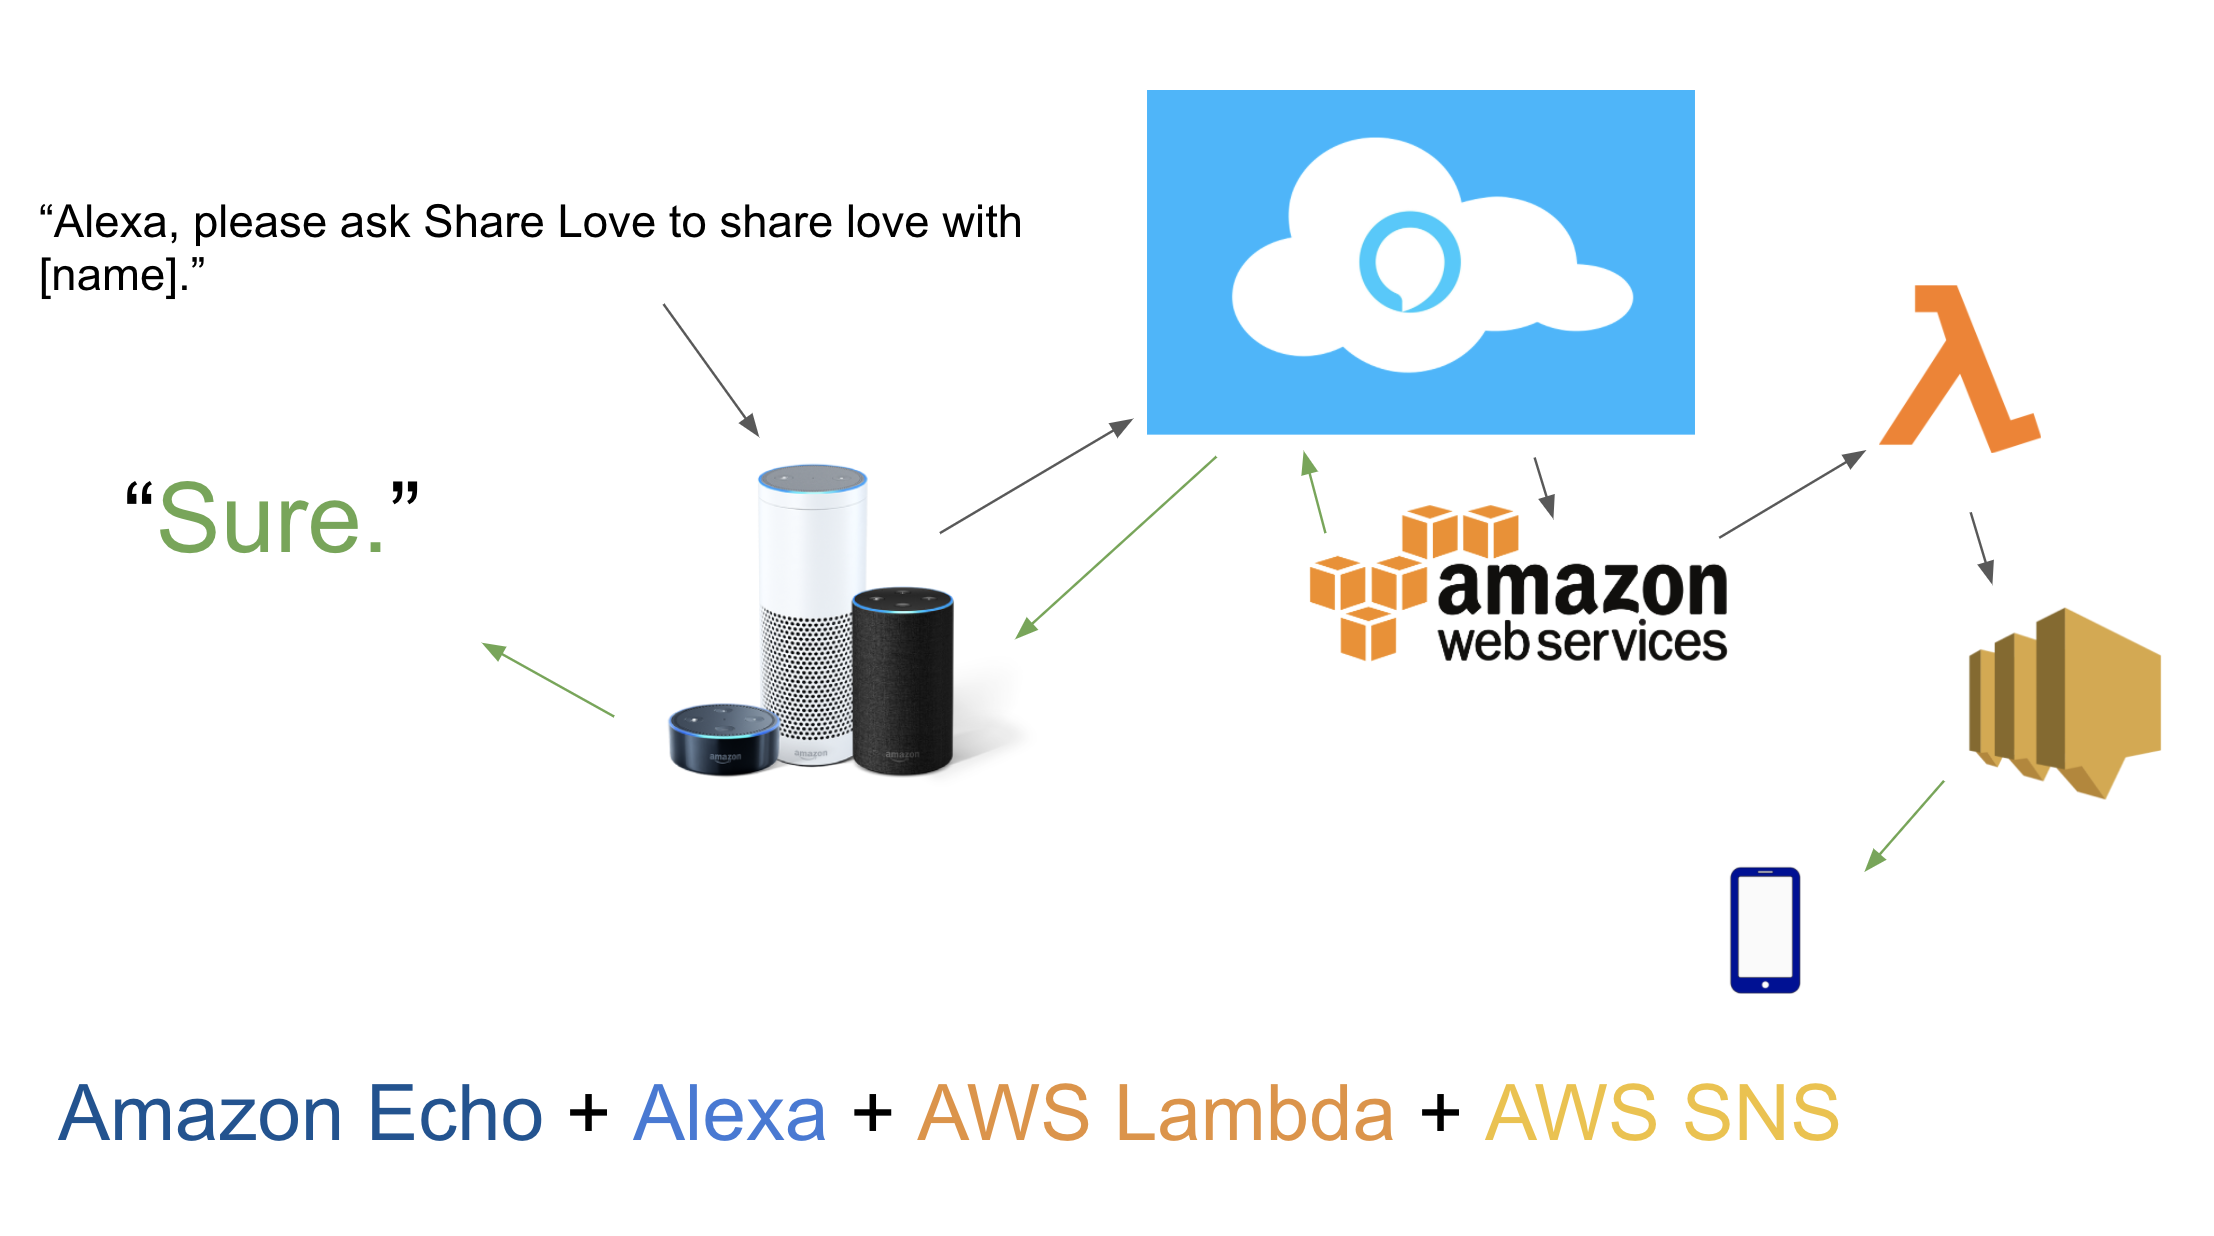 “Alexa, please ask Share Love to share love with
[name].”
“Sure.”
amazon
web services
amazon
amazon
amazon
Amazon Echo + Alexa + AWS Lambda + AWS SNS